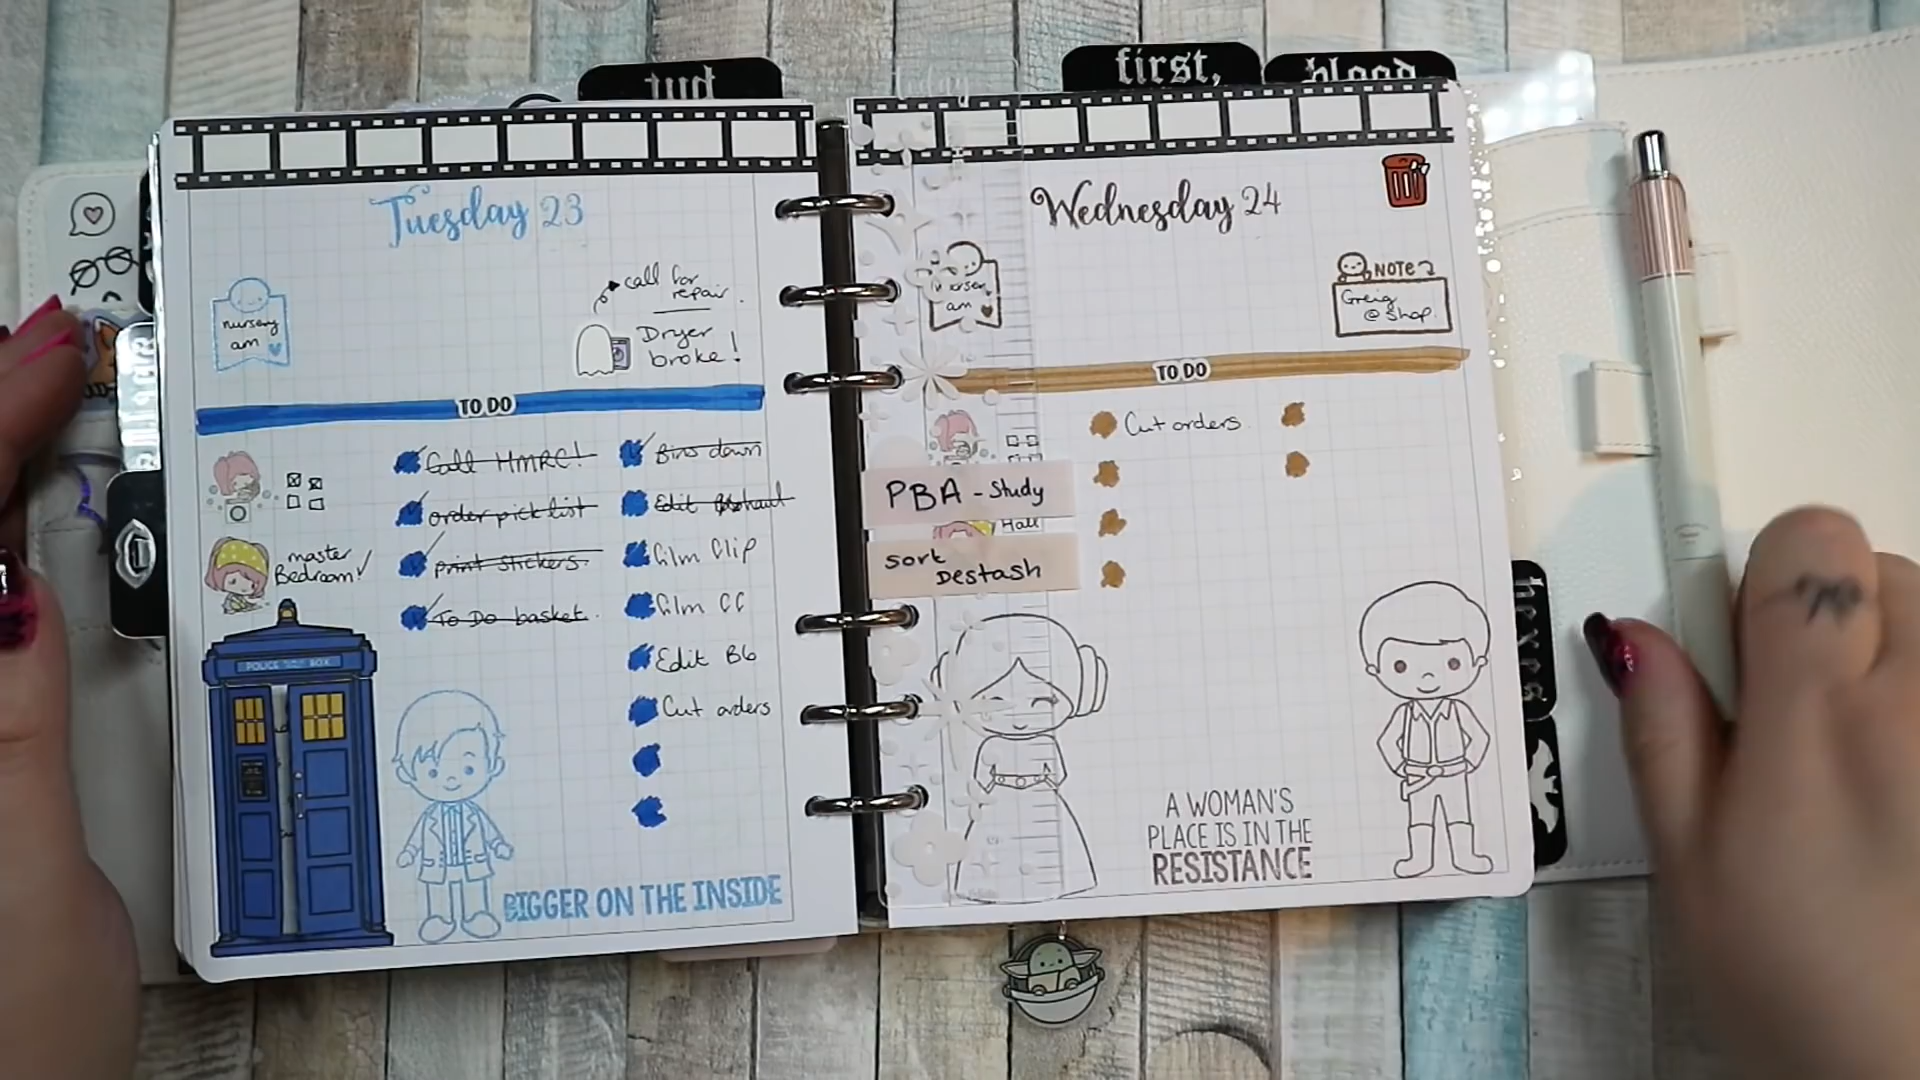 but
first,
blood
Tuesday 23
nursery
am
call for
repair.
Dryer
broke!
TO DO
master
Bedroom!
Call HMRC!
order pick list
print stickers.
To Do basket.
Bins down
Edit
film Clip
film CC
Edit B6
Cut orders
POLICE BOX
BIGGER ON THE INSIDE
Wednesday 24
nursery
am
NOTE
Greig
@ Shop.
TO DO
Cut orders
PBA - Study
Hall
Sort
Destash
A WOMAN'S
PLACE IS IN THE
RESISTANCE
hexes